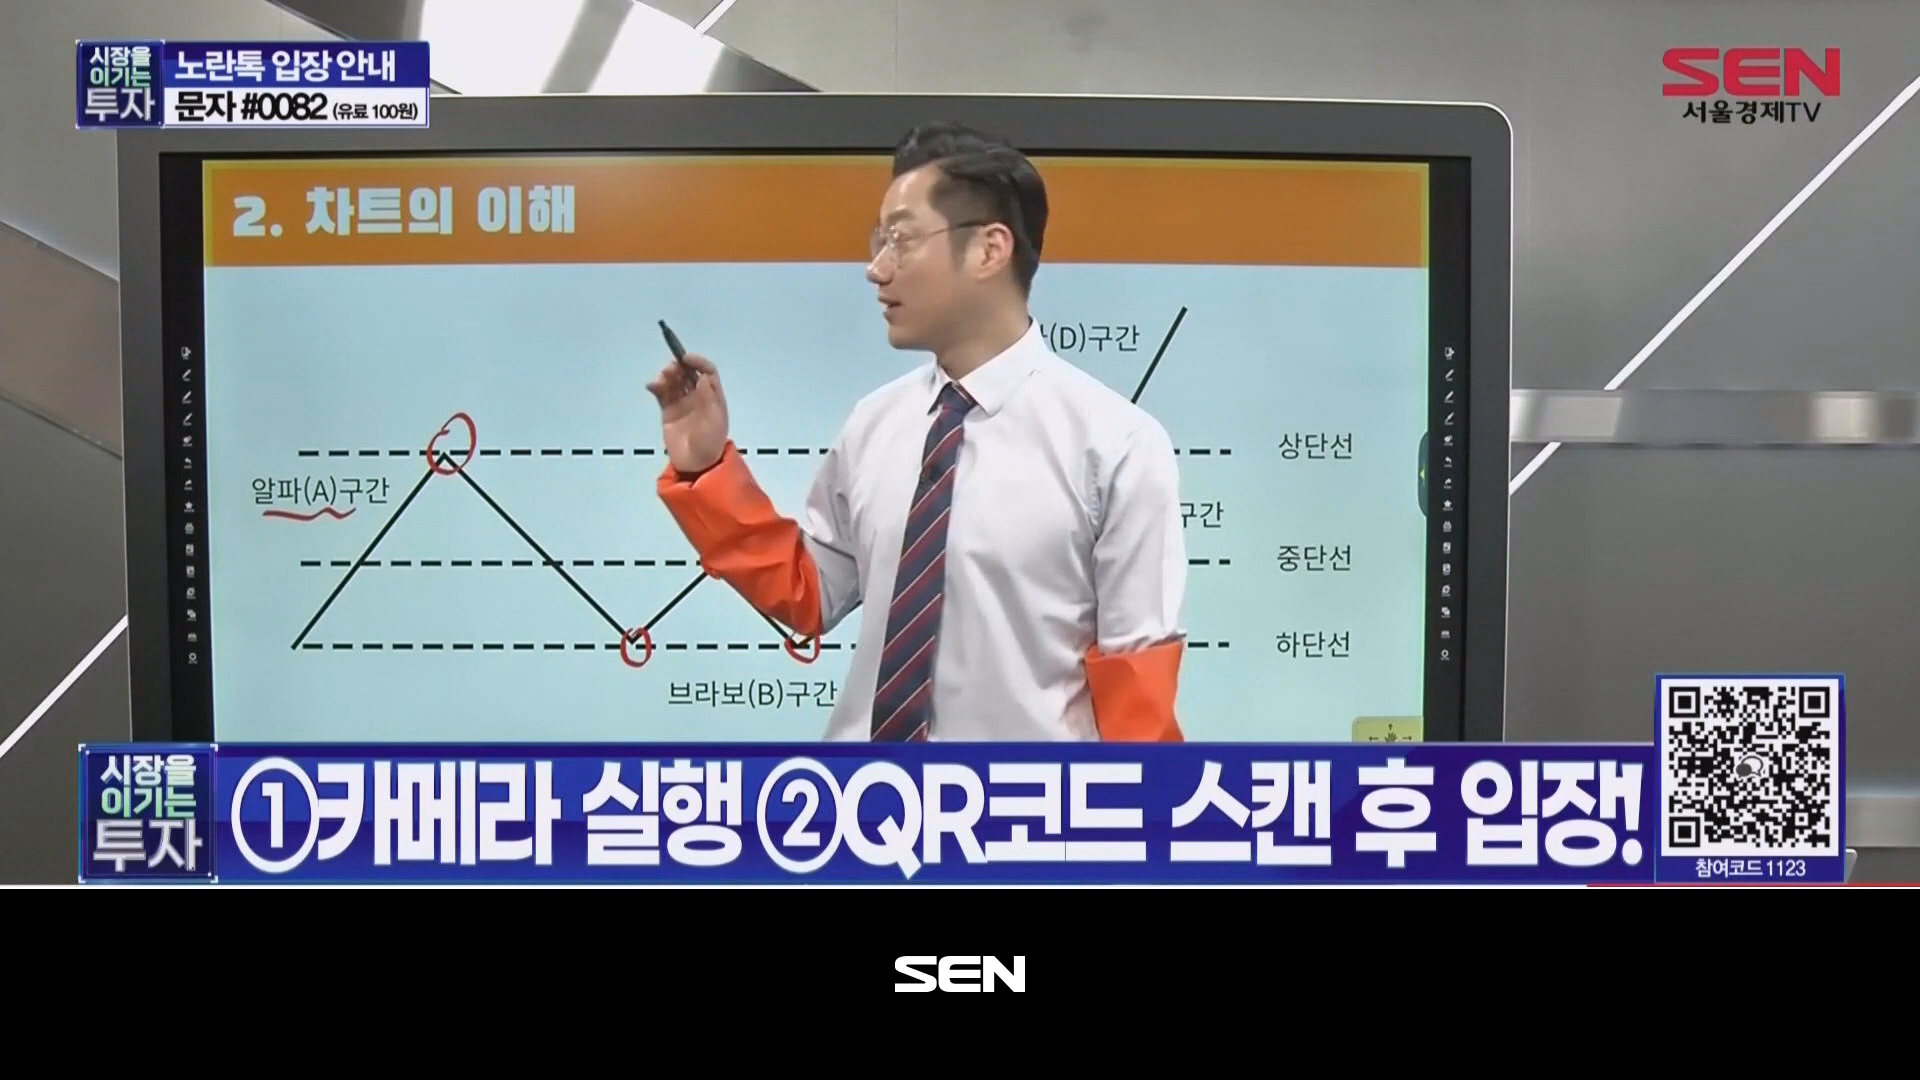 시장을
이기는
투자
노란톡 입장 안내
문자 #0082 (유료 100원)
SEN
서울경제TV
2. 차트의 이해
(D)구간
상단선
알파(A)구간
구간
중단선
하단선
브라보(B)구간
시장을
이기는
투자
①카메라 실행 ②QR코드 스캔 후 입장!
참여코드 1123
SEN